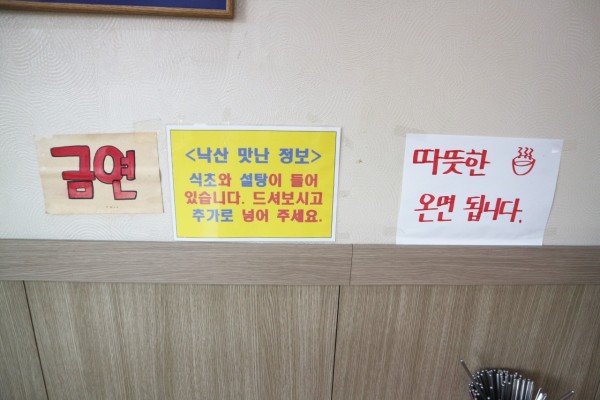 금연
<낙산 맛난 정보>
식초와 설탕이 들어
있습니다. 드셔보시고
추가로 넣어 주세요.
따뜻한
온면 됩니다.